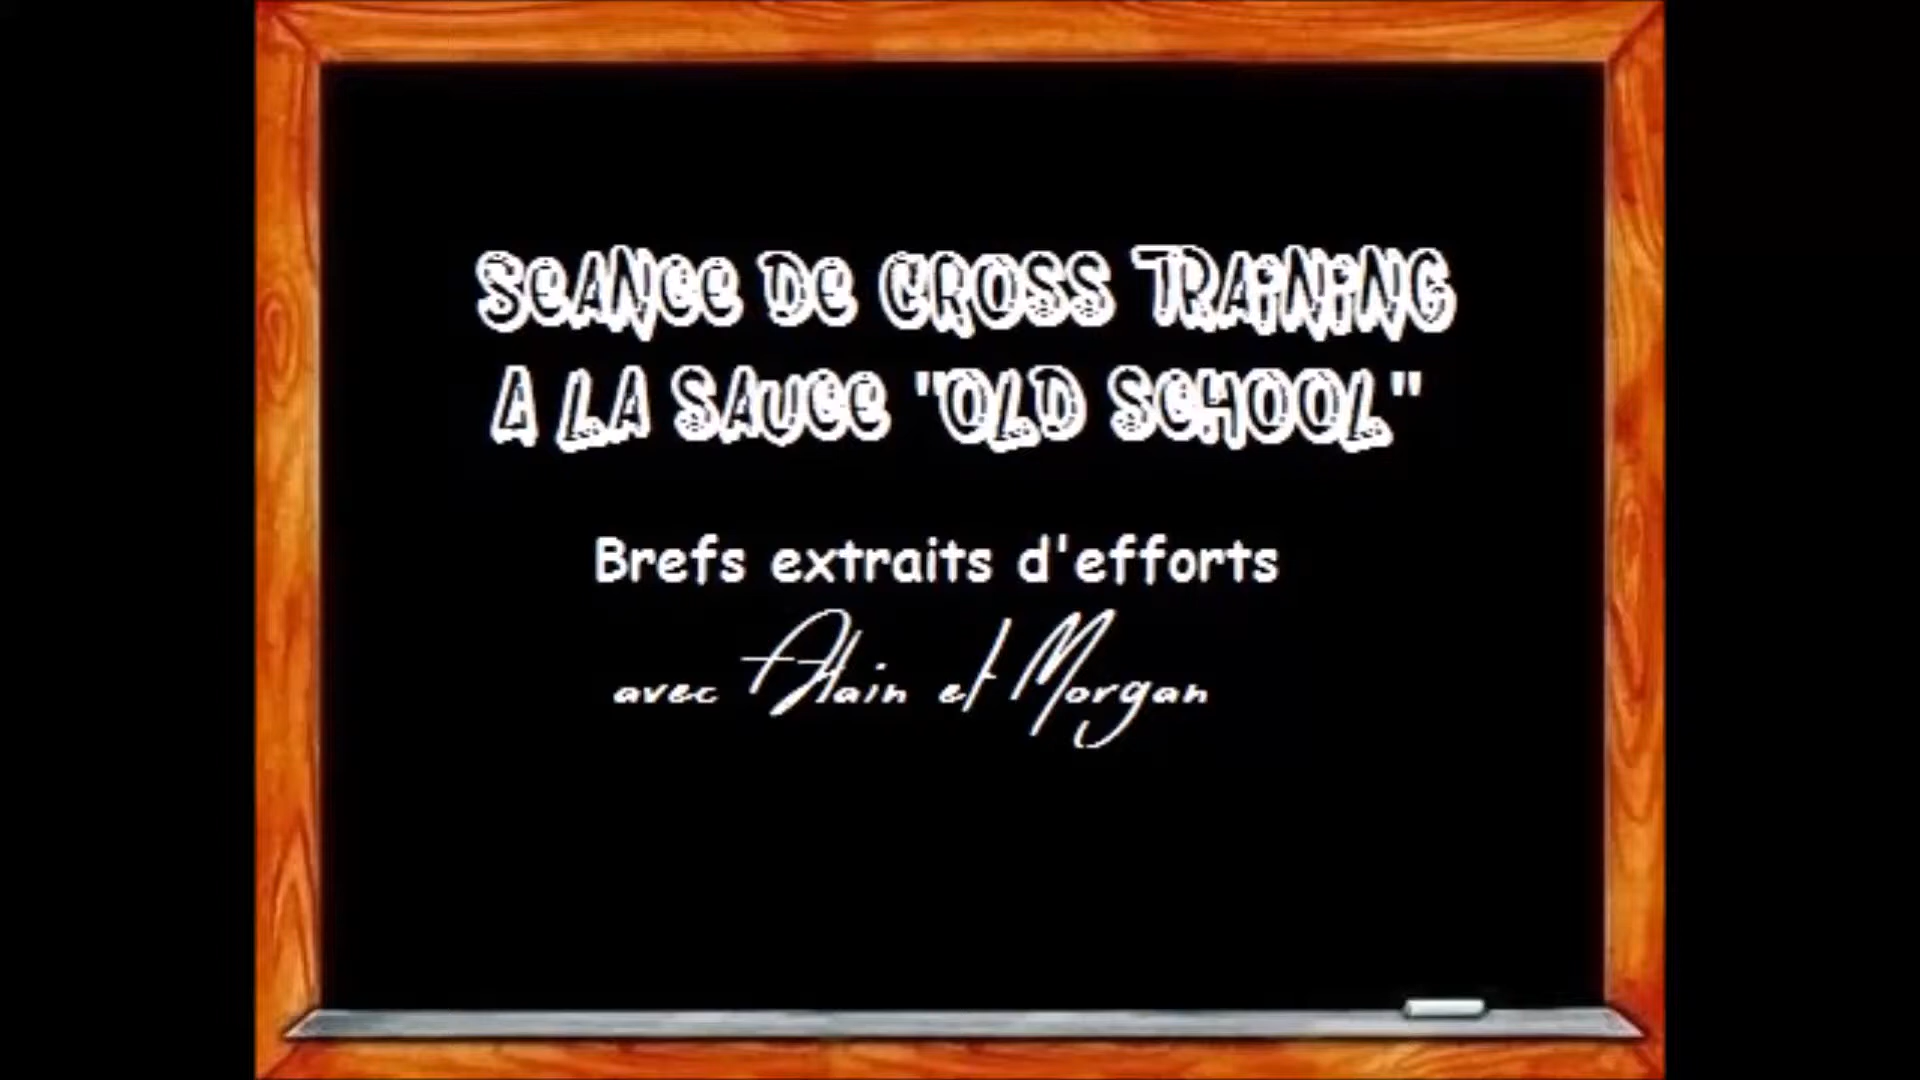 SEANCE DE CROSS TRAINING
A LA SAUCE "OLD SCHOOL"
Brefs extraits d'efforts
avec Alain et Morgan